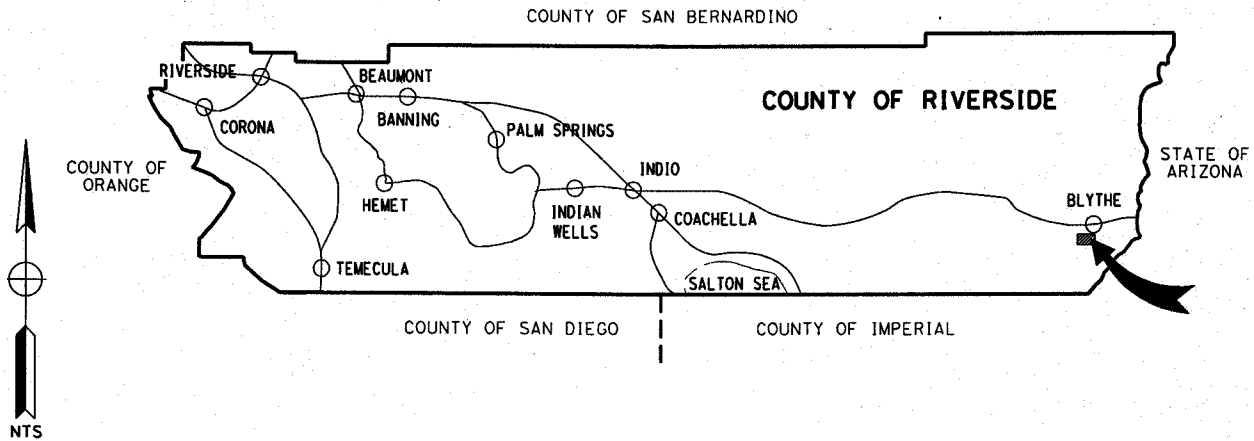 COUNTY OF SAN BERNARDINO
RIVERSIDE
BEAUMONT
COUNTY OF RIVERSIDE
CORONA
BANNING
PALM SPRINGS
STATE OF
ARIZONA
COUNTY OF
ORANGE
INDIO
HEMET
INDIAN
WELLS
COACHELLA
BLYTHE
TEMECULA
SALTON SEA
COUNTY OF SAN DIEGO
COUNTY OF IMPERIAL
NTS